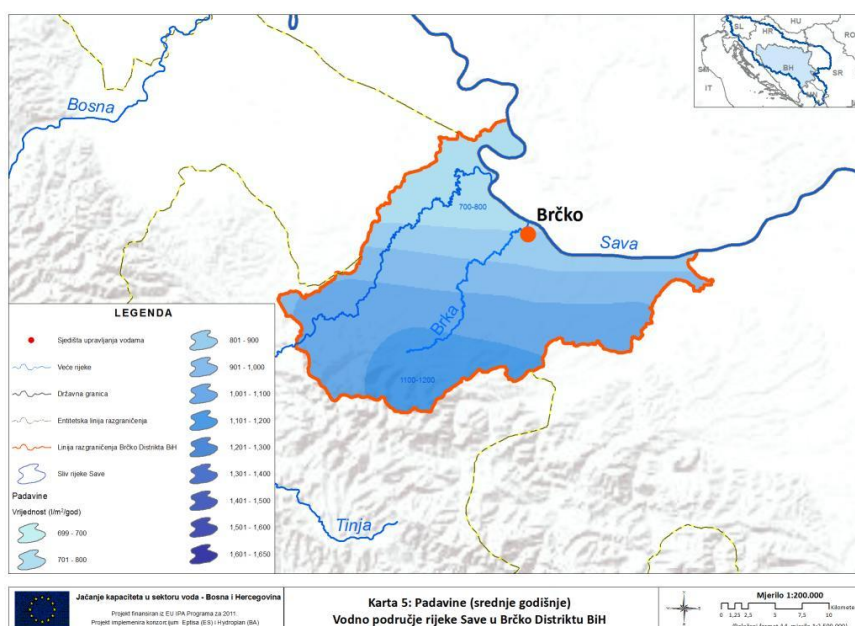 SL
HR
HU
RO
BH
SR
SM
IT
Bosna
700-800
Brčko
Sava
Brka
1100-1200
Tinja
LEGENDA
Sjedišta upravljanja vodama
Veće rijeke
Državna granica
Entitetska linija razgraničenja
Linija razgraničenja Brčko Distrikta BiH
Sliv rijeke Save
Padavine
Vrijednost (l/m²/god)
699 - 700
701 - 800
801 - 900
901 - 1,000
1,001 - 1,100
1,101 - 1,200
1,201 - 1,300
1,301 - 1,400
1,401 - 1,500
1,501 - 1,600
1,601 - 1,650
Jačanje kapaciteta u sektoru voda - Bosna i Hercegovina
Projekt finansiran iz EU IPA Programa za 2011.
Projekt implementira konzorcijum Eptisa (ES) i Hydroplan (BA)
Karta 5: Padavine (srednje godišnje)
Vodno područje rijeke Save u Brčko Distriktu BiH
Mjerilo 1:200.000
0 1,25 2,5 5 7,5 10